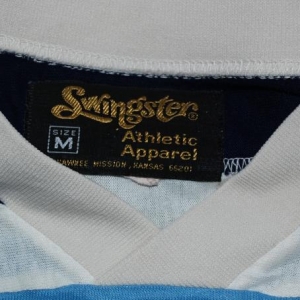 Swingster®
SIZE
M
Athletic
Apparel
SHAWNEE MISSION, KANSAS 66201